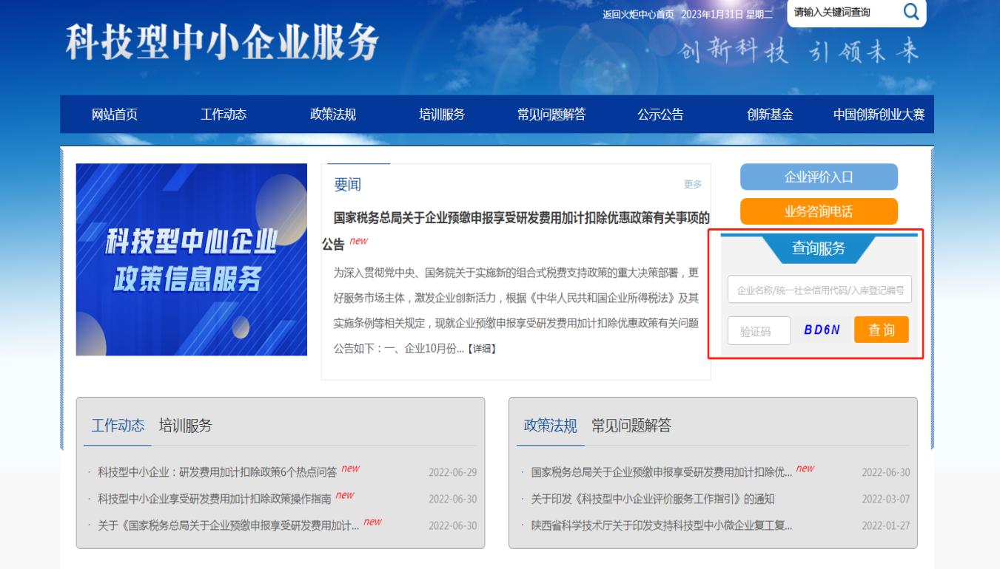 返回火炬中心首页 2023年1月31日 星期二
请输入关键词查询
科技型中小企业服务
创新科技 引领未来
网站首页 工作动态 政策法规 培训服务 常见问题解答 公示公告 创新基金 中国创新创业大赛
科技型中心企业
政策信息服务
要闻 更多
国家税务总局关于企业预缴申报享受研发费用加计扣除优惠政策有关事项的
公告 new
为深入贯彻党中央、国务院关于实施新的组合式税费支持政策的重大决策部署，更
好服务市场主体，激发企业创新活力，根据《中华人民共和国企业所得税法》及其
实施条例等相关规定，现就企业预缴申报享受研发费用加计扣除优惠政策有关问题
公告如下：一、企业10月份...【详细】
企业评价入口
业务咨询电话
查询服务
企业名称/统一社会信用代码/入库登记编号
验证码 BD6N 查 询
工作动态 培训服务
· 科技型中小企业：研发费用加计扣除政策6个热点问答 new 2022-06-29
· 科技型中小企业享受研发费用加计扣除政策操作指南 new 2022-06-30
· 关于《国家税务总局关于企业预缴申报享受研发费用加计... new 2022-06-30
政策法规 常见问题解答
· 国家税务总局关于企业预缴申报享受研发费用加计扣除优... new 2022-06-30
· 关于印发《科技型中小企业评价服务工作指引》的通知 2022-03-07
· 陕西省科学技术厅关于印发支持科技型中小微企业复工复... 2022-01-27